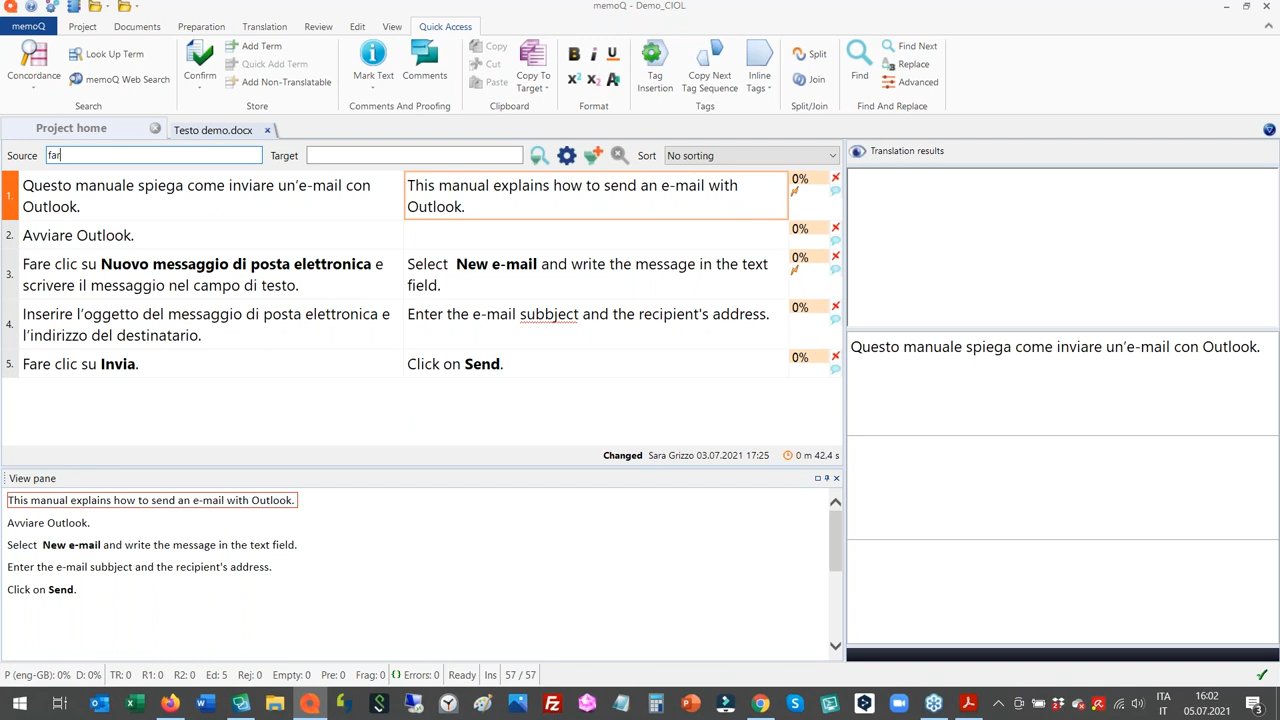 memoQ - Demo_CIOL
memoQ Project Documents Preparation Translation Review Edit View Quick Access
Concordance
Look Up Term
memoQ Web Search
Search
Confirm
Add Term
Quick Add Term
Add Non-Translatable
Store
Mark Text
Comments
Comments And Proofing
Copy
Cut
Paste
Copy To Target
Clipboard
B i U
x² x₂ A
Format
Tag Insertion
Copy Next Tag Sequence
Inline Tags
Tags
Split
Join
Split/Join
Find
Find Next
Replace
Advanced
Find And Replace
Project home
Testo demo.docx
Source far Target Sort No sorting
Translation results
1. Questo manuale spiega come inviare un'e-mail con
Outlook.
This manual explains how to send an e-mail with
Outlook.
0%
2. Avviare Outlook.
0%
3. Fare clic su Nuovo messaggio di posta elettronica e
scrivere il messaggio nel campo di testo.
Select New e-mail and write the message in the text
field.
0%
4. Inserire l'oggetto del messaggio di posta elettronica e
l'indirizzo del destinatario.
Enter the e-mail subbject and the recipient's address.
0%
5. Fare clic su Invia.
Click on Send.
0%
Questo manuale spiega come inviare un'e-mail con Outlook.
Changed Sara Grizzo 03.07.2021 17:25 0 m 42.4 s
View pane
This manual explains how to send an e-mail with Outlook.
Avviare Outlook.
Select New e-mail and write the message in the text field.
Enter the e-mail subbject and the recipient's address.
Click on Send.
P (eng-GB): 0% D: 0% TR: 0 R1: 0 R2: 0 Ed: 5 Rej: 0 Empty: 0 Pre: 0 Frag: 0 Errors: 0 Ready Ins 57 / 57
ITA
IT
16:02
05.07.2021
3